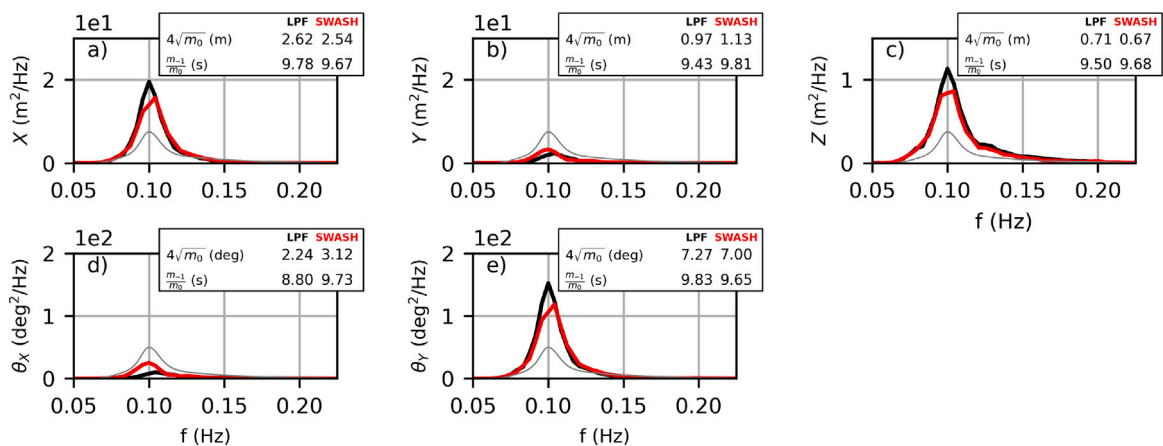 1e1
a)
LPF SWASH
4√m₀ (m) 2.62 2.54
m₋₁/m₀ (s) 9.78 9.67
X (m²/Hz)
2
1
0
0.05 0.10 0.15 0.20
1e1
b)
LPF SWASH
4√m₀ (m) 0.97 1.13
m₋₁/m₀ (s) 9.43 9.81
Y (m²/Hz)
2
1
0
0.05 0.10 0.15 0.20
c)
LPF SWASH
4√m₀ (m) 0.71 0.67
m₋₁/m₀ (s) 9.50 9.68
Z (m²/Hz)
1
0
0.05 0.10 0.15 0.20
f (Hz)
1e2
d)
LPF SWASH
4√m₀ (deg) 2.24 3.12
m₋₁/m₀ (s) 8.80 9.73
θ_X (deg²/Hz)
2
1
0
0.05 0.10 0.15 0.20
f (Hz)
1e2
e)
LPF SWASH
4√m₀ (deg) 7.27 7.00
m₋₁/m₀ (s) 9.83 9.65
θ_Y (deg²/Hz)
2
1
0
0.05 0.10 0.15 0.20
f (Hz)